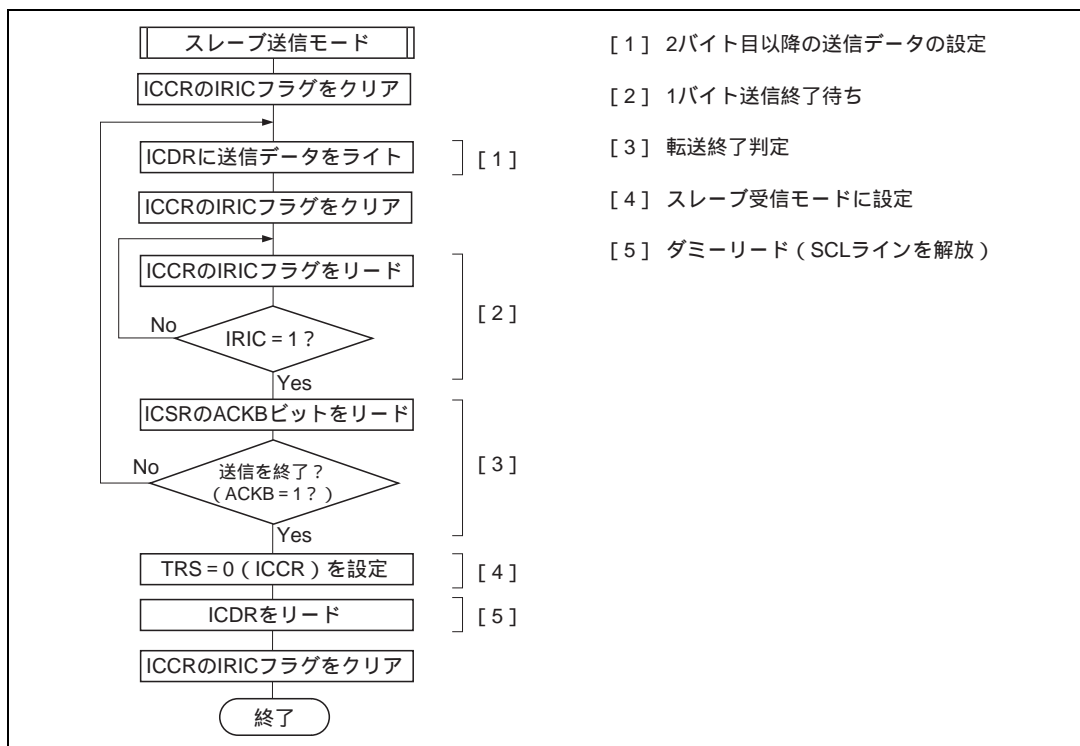 スレーブ送信モード
ICCRのIRICフラグをクリア
ICDRに送信データをライト
[1]
ICCRのIRICフラグをクリア
ICCRのIRICフラグをリード
[2]
No
IRIC = 1 ?
Yes
ICSRのACKBビットをリード
[3]
No
送信を終了?
(ACKB = 1 ? )
Yes
TRS = 0 (ICCR) を設定
[4]
ICDRをリード
[5]
ICCRのIRICフラグをクリア
終了
[1] 2バイト目以降の送信データの設定
[2] 1バイト送信終了待ち
[3] 転送終了判定
[4] スレーブ受信モードに設定
[5] ダミーリード(SCLラインを解放)